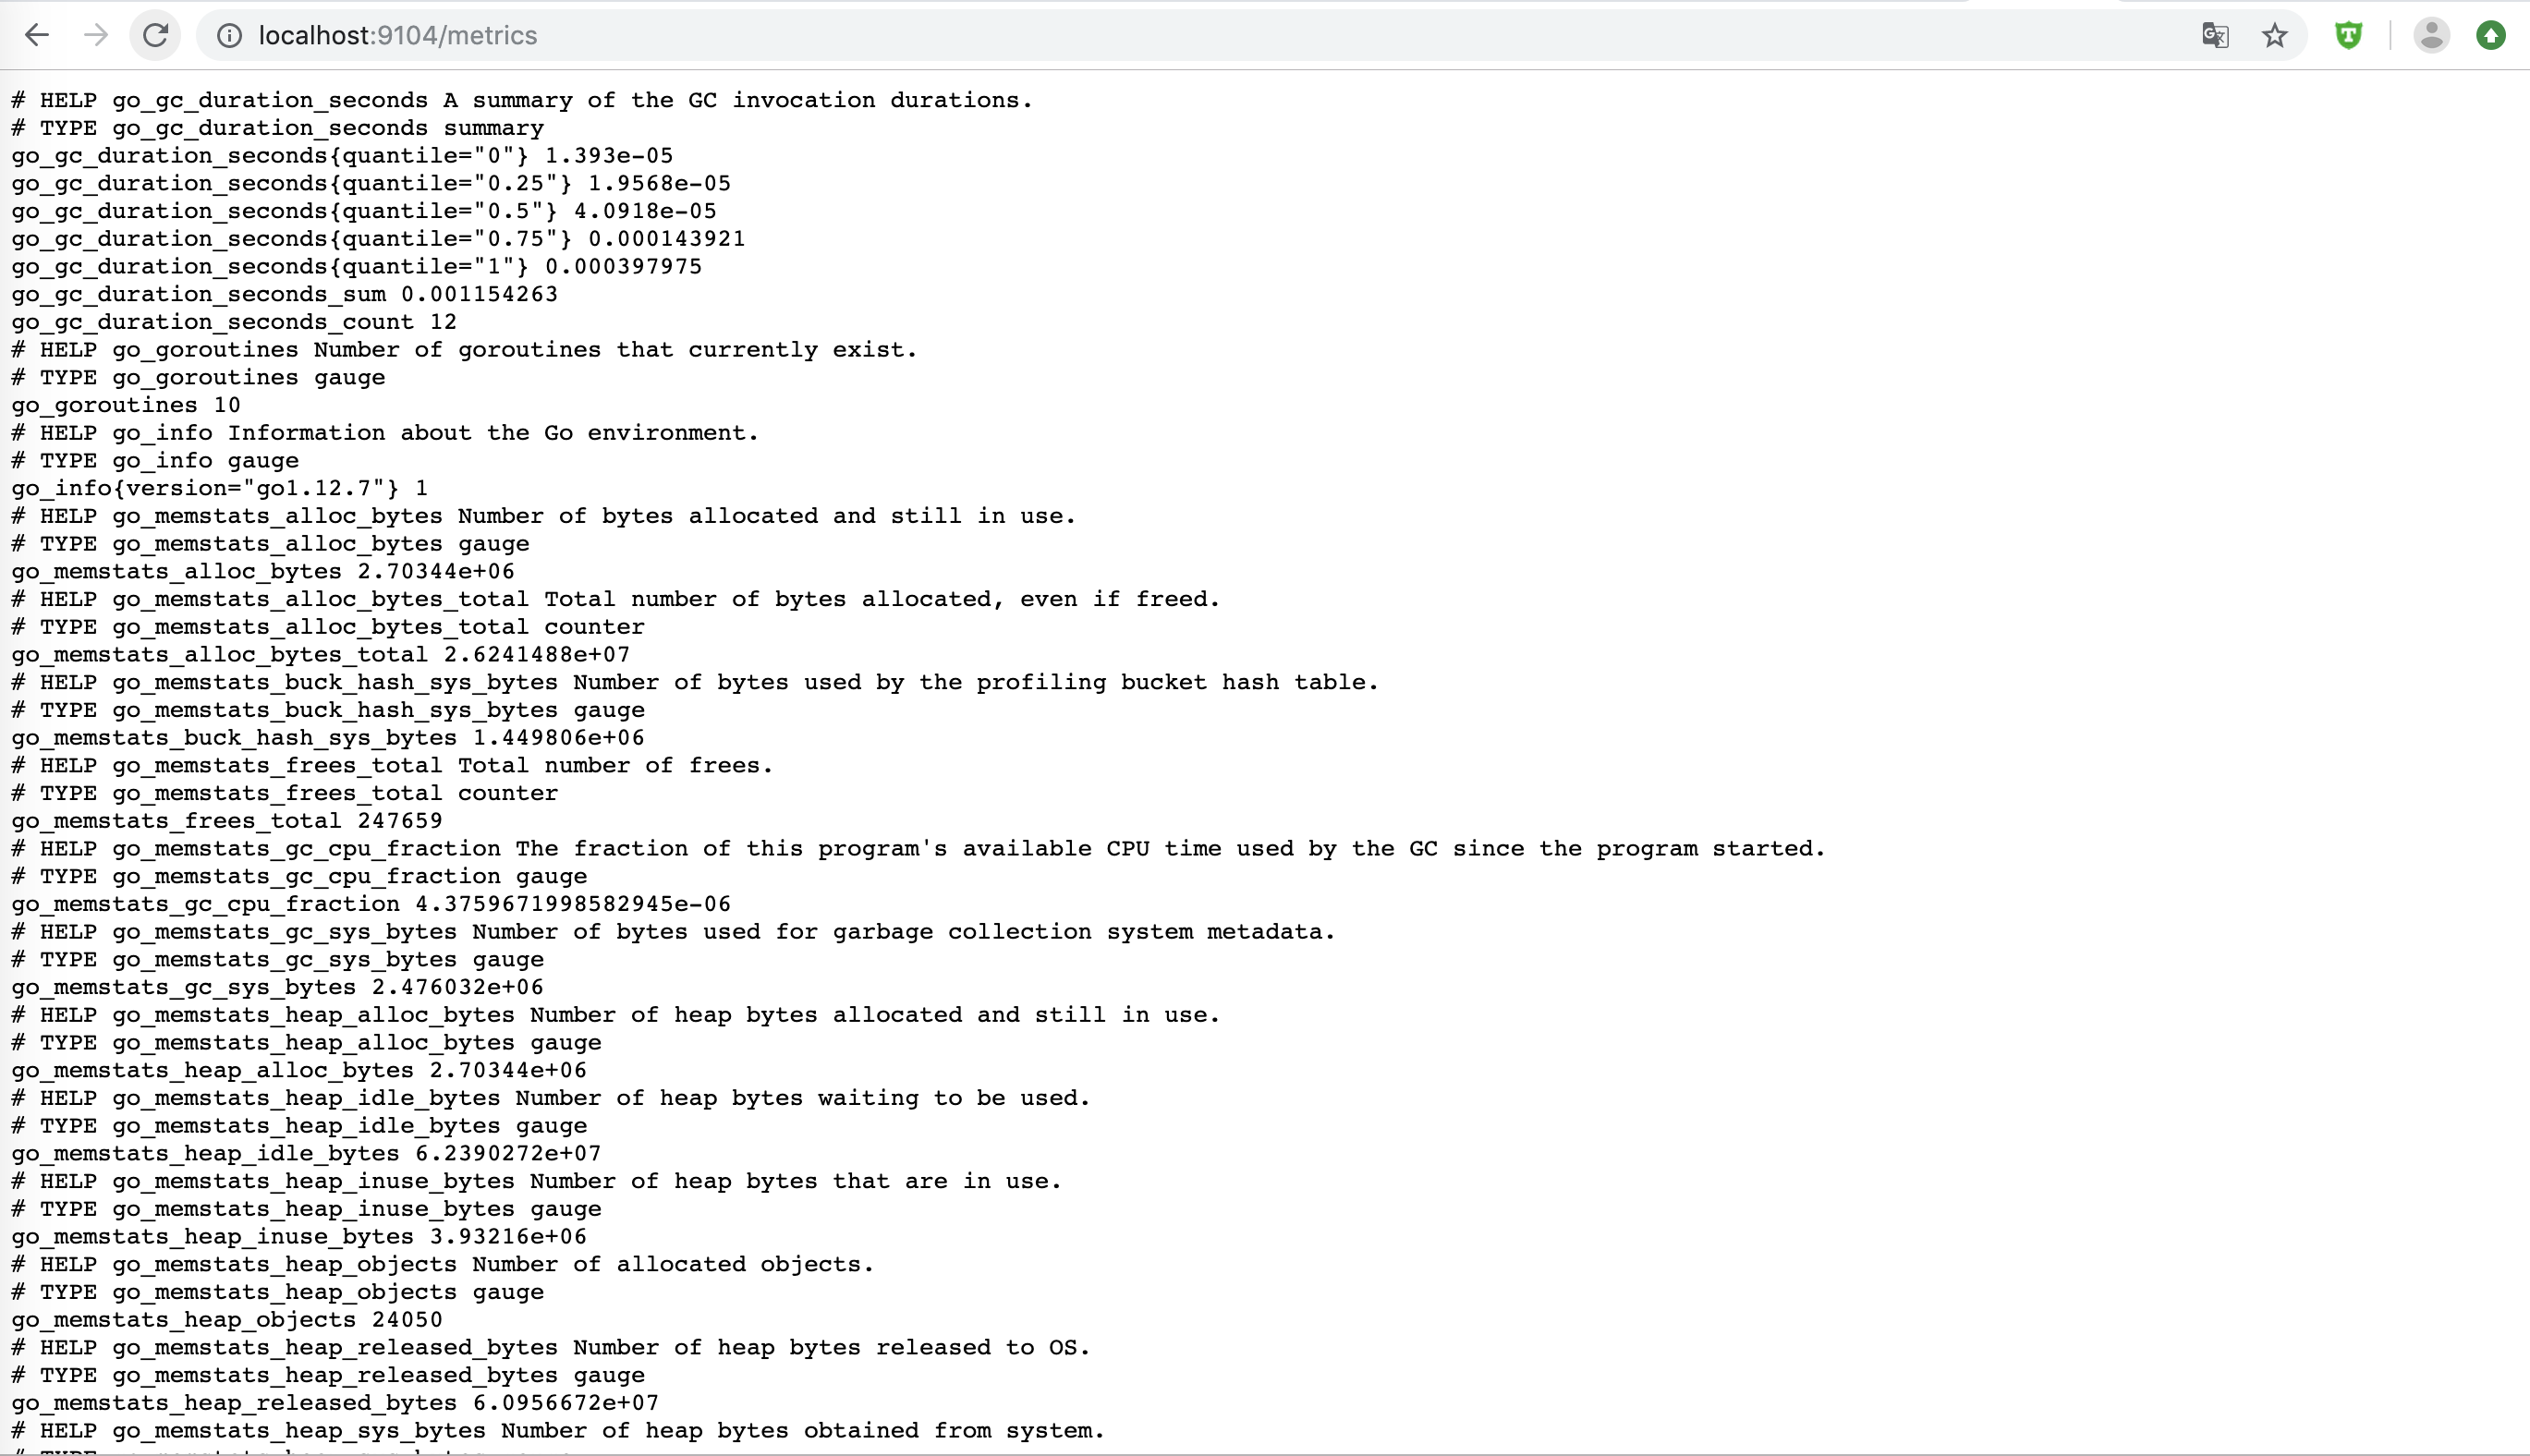 localhost:9104/metrics
# HELP go_gc_duration_seconds A summary of the GC invocation durations.
# TYPE go_gc_duration_seconds summary
go_gc_duration_seconds{quantile="0"} 1.393e-05
go_gc_duration_seconds{quantile="0.25"} 1.9568e-05
go_gc_duration_seconds{quantile="0.5"} 4.0918e-05
go_gc_duration_seconds{quantile="0.75"} 0.000143921
go_gc_duration_seconds{quantile="1"} 0.000397975
go_gc_duration_seconds_sum 0.001154263
go_gc_duration_seconds_count 12
# HELP go_goroutines Number of goroutines that currently exist.
# TYPE go_goroutines gauge
go_goroutines 10
# HELP go_info Information about the Go environment.
# TYPE go_info gauge
go_info{version="go1.12.7"} 1
# HELP go_memstats_alloc_bytes Number of bytes allocated and still in use.
# TYPE go_memstats_alloc_bytes gauge
go_memstats_alloc_bytes 2.70344e+06
# HELP go_memstats_alloc_bytes_total Total number of bytes allocated, even if freed.
# TYPE go_memstats_alloc_bytes_total counter
go_memstats_alloc_bytes_total 2.6241488e+07
# HELP go_memstats_buck_hash_sys_bytes Number of bytes used by the profiling bucket hash table.
# TYPE go_memstats_buck_hash_sys_bytes gauge
go_memstats_buck_hash_sys_bytes 1.449806e+06
# HELP go_memstats_frees_total Total number of frees.
# TYPE go_memstats_frees_total counter
go_memstats_frees_total 247659
# HELP go_memstats_gc_cpu_fraction The fraction of this program's available CPU time used by the GC since the program started.
# TYPE go_memstats_gc_cpu_fraction gauge
go_memstats_gc_cpu_fraction 4.3759671998582945e-06
# HELP go_memstats_gc_sys_bytes Number of bytes used for garbage collection system metadata.
# TYPE go_memstats_gc_sys_bytes gauge
go_memstats_gc_sys_bytes 2.476032e+06
# HELP go_memstats_heap_alloc_bytes Number of heap bytes allocated and still in use.
# TYPE go_memstats_heap_alloc_bytes gauge
go_memstats_heap_alloc_bytes 2.70344e+06
# HELP go_memstats_heap_idle_bytes Number of heap bytes waiting to be used.
# TYPE go_memstats_heap_idle_bytes gauge
go_memstats_heap_idle_bytes 6.2390272e+07
# HELP go_memstats_heap_inuse_bytes Number of heap bytes that are in use.
# TYPE go_memstats_heap_inuse_bytes gauge
go_memstats_heap_inuse_bytes 3.93216e+06
# HELP go_memstats_heap_objects Number of allocated objects.
# TYPE go_memstats_heap_objects gauge
go_memstats_heap_objects 24050
# HELP go_memstats_heap_released_bytes Number of heap bytes released to OS.
# TYPE go_memstats_heap_released_bytes gauge
go_memstats_heap_released_bytes 6.0956672e+07
# HELP go_memstats_heap_sys_bytes Number of heap bytes obtained from system.